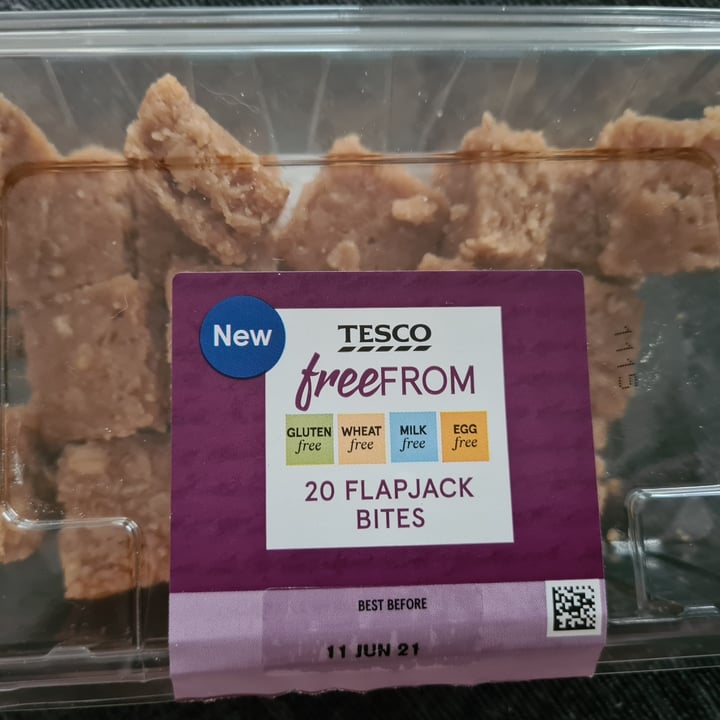 New
TESCO
freeFROM
GLUTEN free
WHEAT free
MILK free
EGG free
20 FLAPJACK
BITES
BEST BEFORE
11 JUN 21